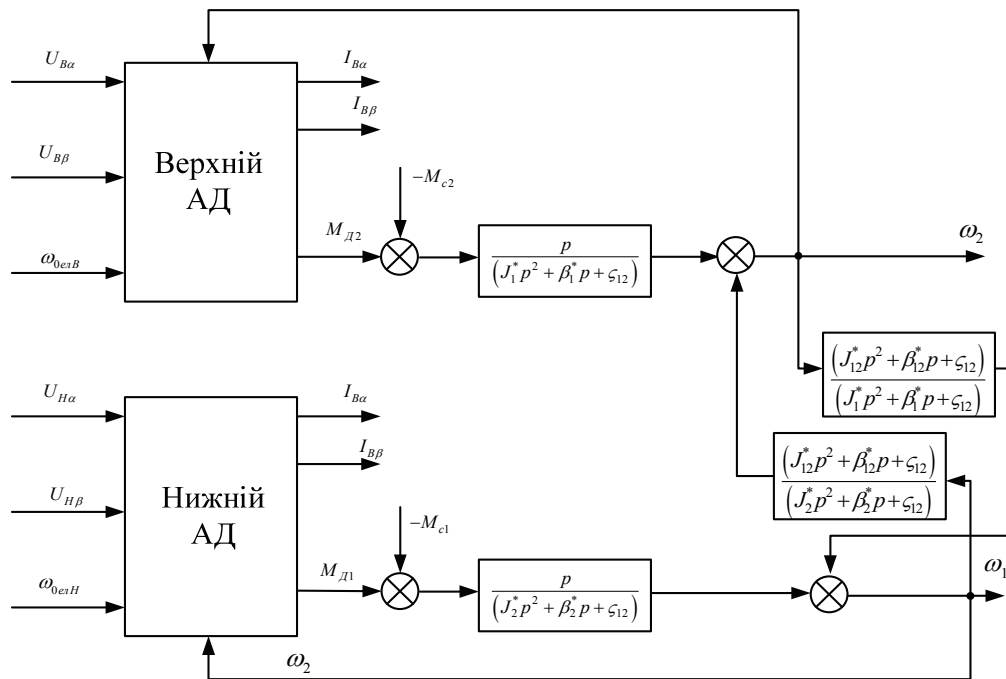 U_{Bα}
I_{Bα}
I_{Bβ}
U_{Bβ}
Верхній
АД
−M_{c2}
M_{Д2}
ω_{0елВ}
p
(J_1^* p^2 + β_1^* p + ς_{12})
ω_2
(J_{12}^* p^2 + β_{12}^* p + ς_{12})
(J_1^* p^2 + β_1^* p + ς_{12})
U_{Hα}
I_{Bα}
I_{Bβ}
(J_{12}^* p^2 + β_{12}^* p + ς_{12})
(J_2^* p^2 + β_2^* p + ς_{12})
U_{Hβ}
Нижній
АД
−M_{c1}
M_{Д1}
ω_{0елН}
p
(J_2^* p^2 + β_2^* p + ς_{12})
ω_1
ω_2